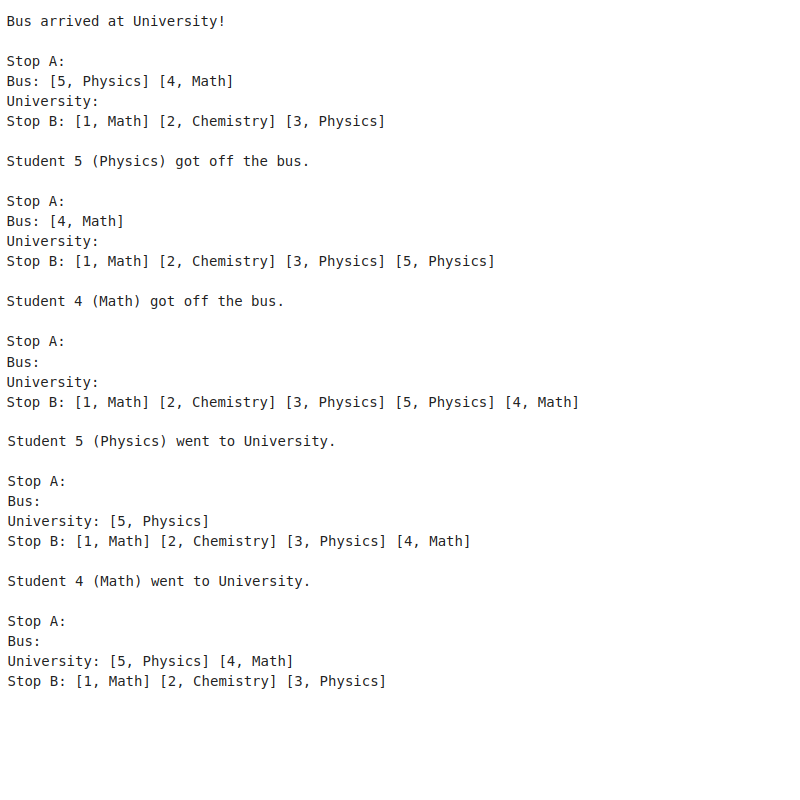 Bus arrived at University!
Stop A:
Bus: [5, Physics] [4, Math]
University:
Stop B: [1, Math] [2, Chemistry] [3, Physics]
Student 5 (Physics) got off the bus.
Stop A:
Bus: [4, Math]
University:
Stop B: [1, Math] [2, Chemistry] [3, Physics] [5, Physics]
Student 4 (Math) got off the bus.
Stop A:
Bus:
University:
Stop B: [1, Math] [2, Chemistry] [3, Physics] [5, Physics] [4, Math]
Student 5 (Physics) went to University.
Stop A:
Bus:
University: [5, Physics]
Stop B: [1, Math] [2, Chemistry] [3, Physics] [4, Math]
Student 4 (Math) went to University.
Stop A:
Bus:
University: [5, Physics] [4, Math]
Stop B: [1, Math] [2, Chemistry] [3, Physics]